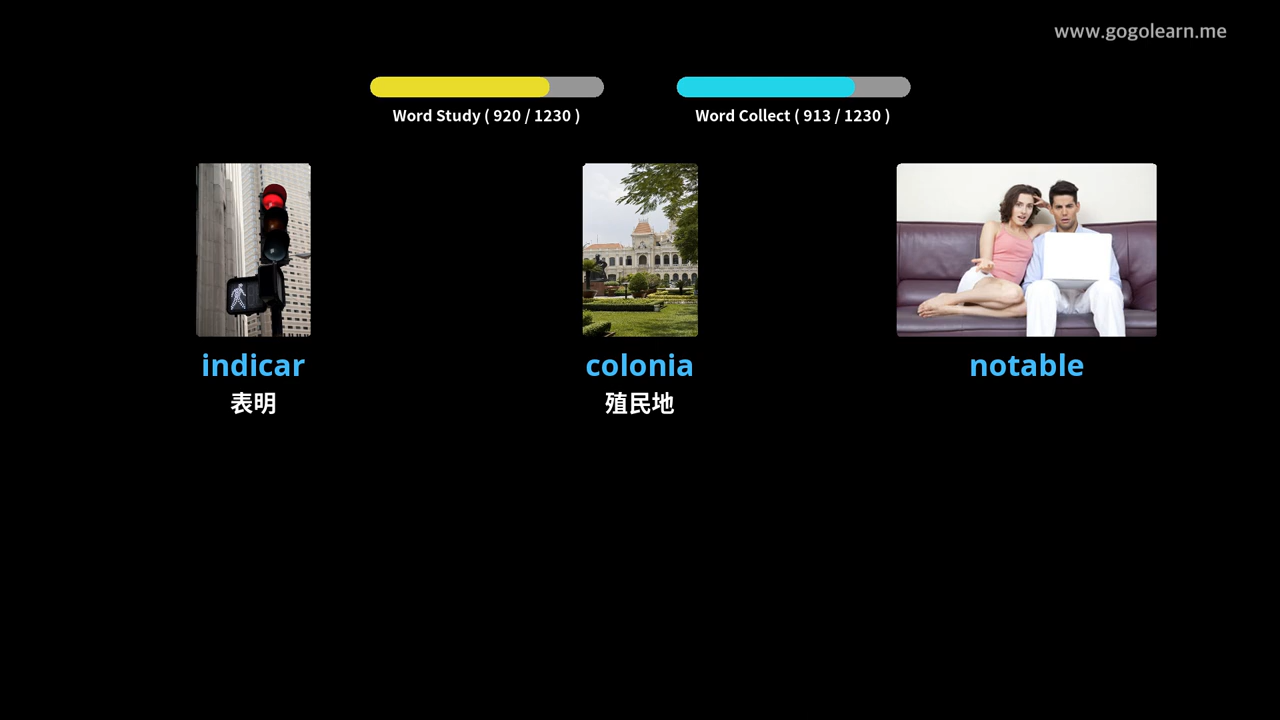 www.gogolearn.me
Word Study ( 920 / 1230 )
Word Collect ( 913 / 1230 )
indicar
表明
colonia
殖民地
notable